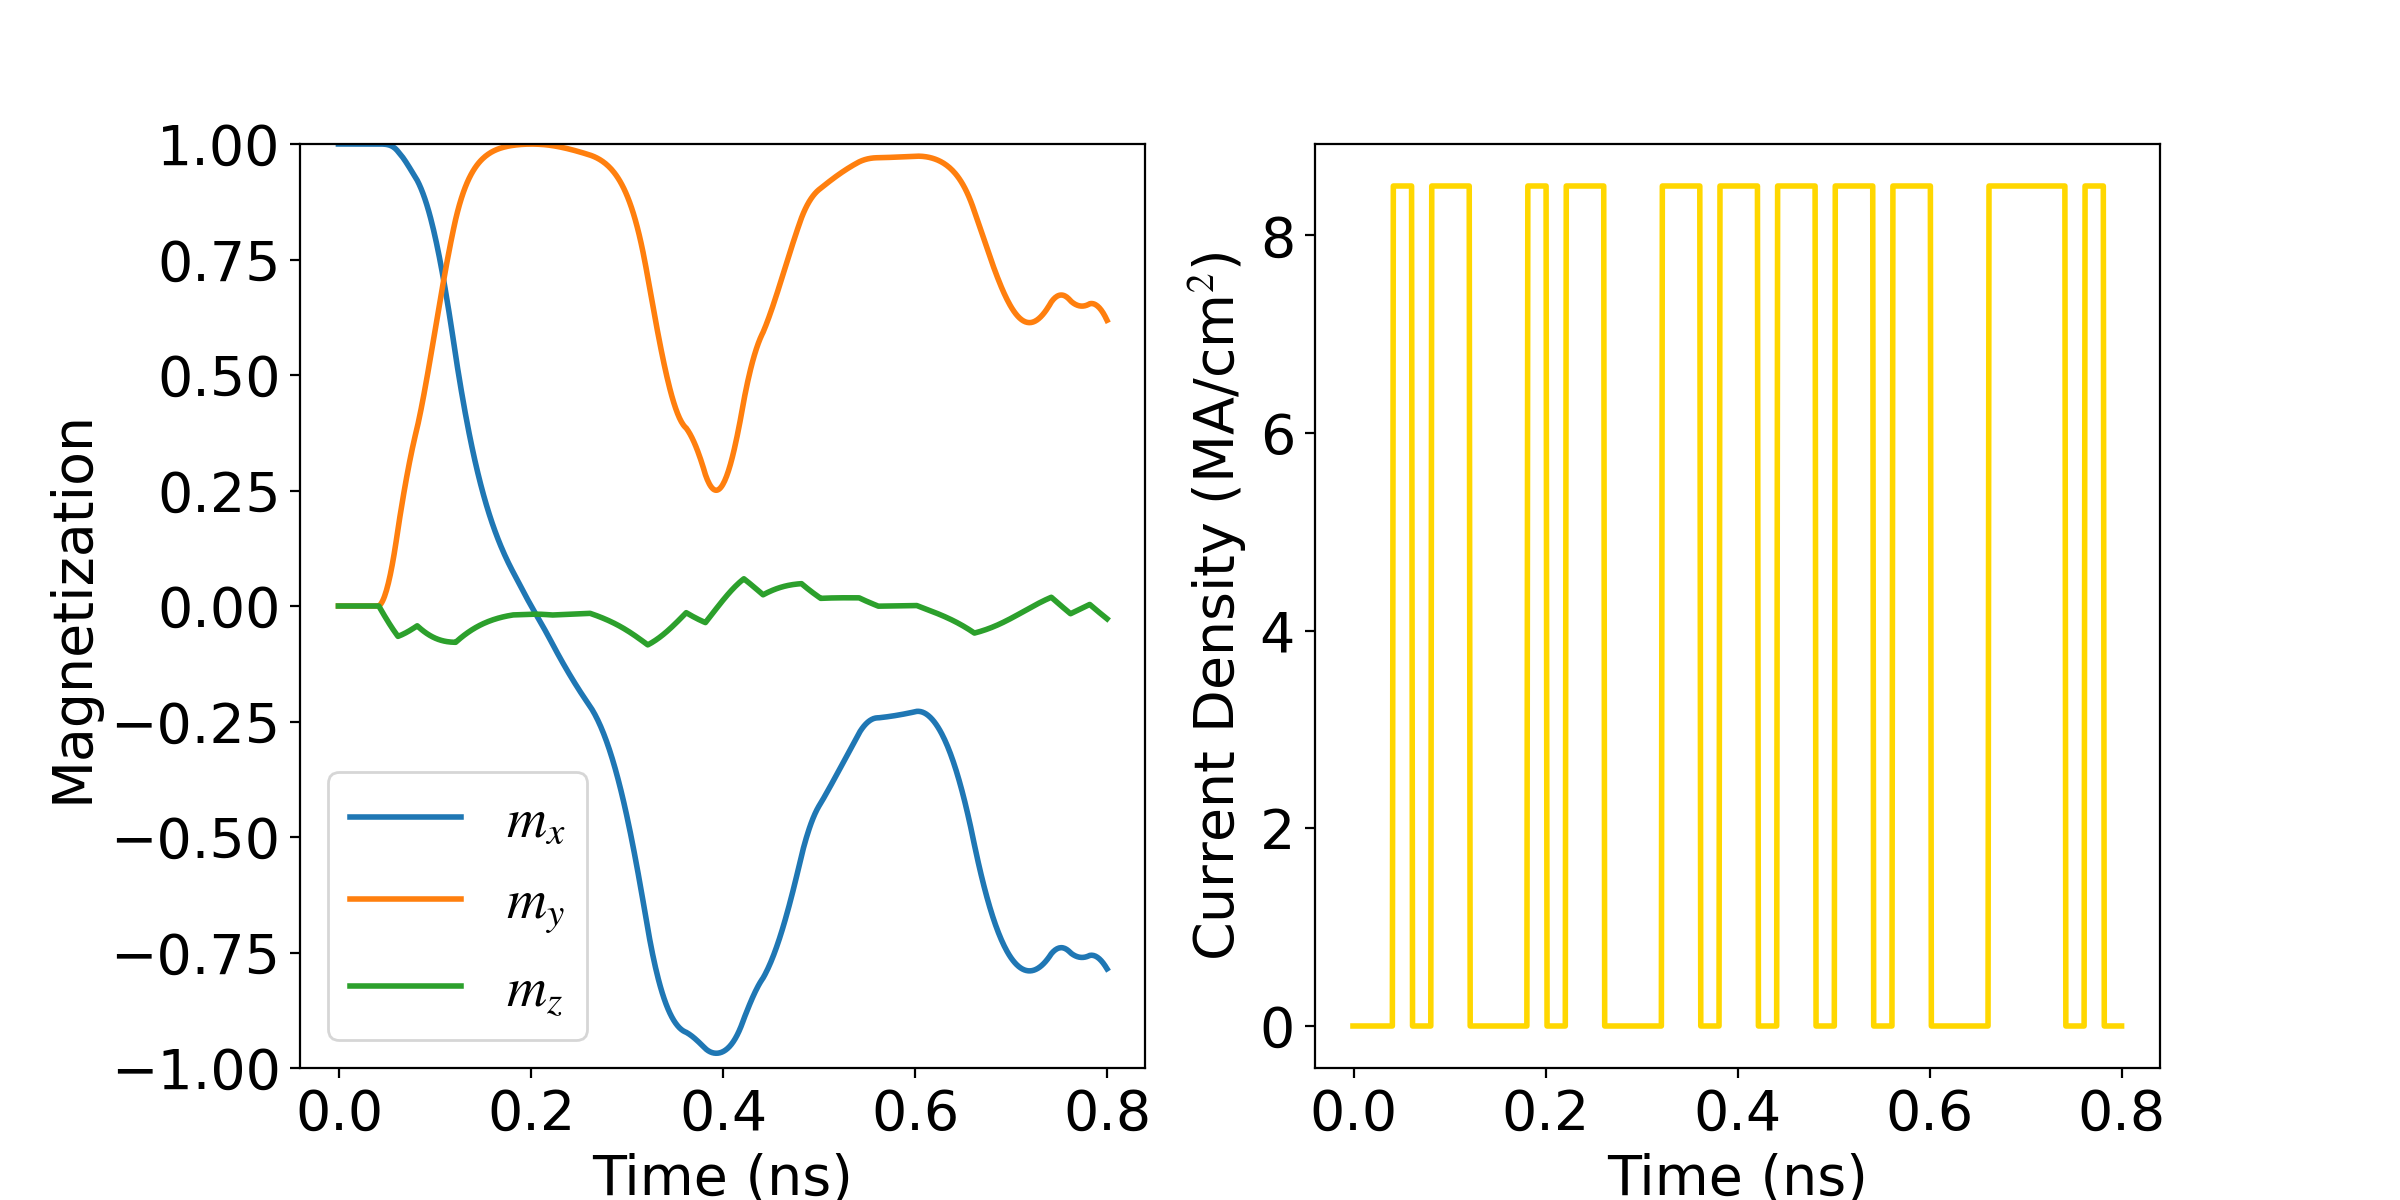 1.00
0.75
0.50
0.25
0.00
−0.25
−0.50
−0.75
−1.00
Magnetization
m_x
m_y
m_z
0.0 0.2 0.4 0.6 0.8
Time (ns)
8
6
4
2
0
Current Density (MA/cm²)
0.0 0.2 0.4 0.6 0.8
Time (ns)